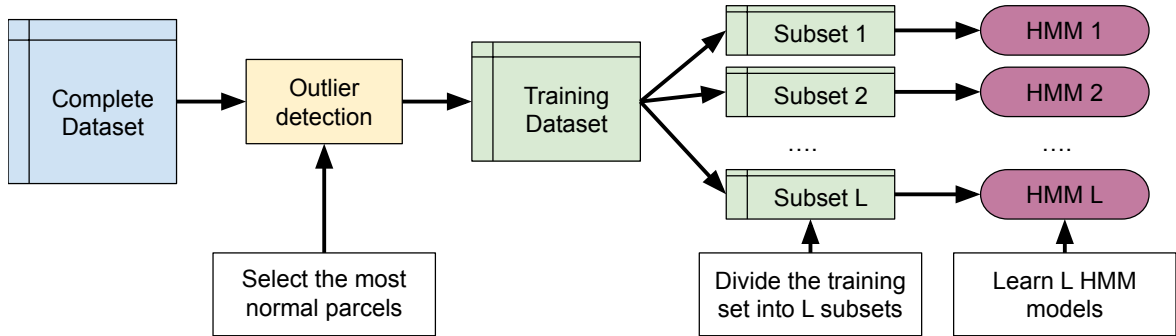 Complete
Dataset
Outlier
detection
Training
Dataset
Subset 1
HMM 1
Subset 2
HMM 2
....
....
Subset L
HMM L
Select the most
normal parcels
Divide the training
set into L subsets
Learn L HMM
models